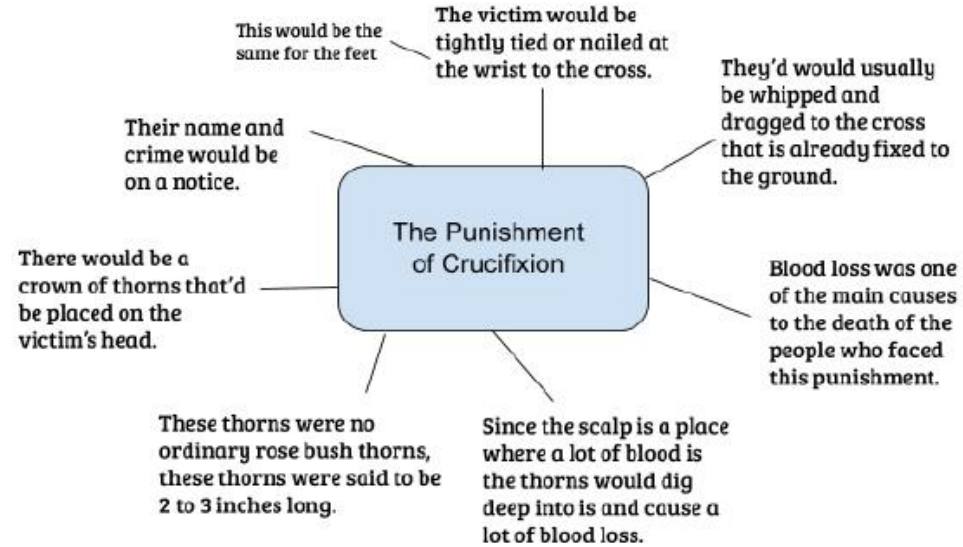 This would be the
same for the feet
The victim would be
tightly tied or nailed at
the wrist to the cross.
They'd would usually
be whipped and
dragged to the cross
that is already fixed to
the ground.
Their name and
crime would be
on a notice.
The Punishment
of Crucifixion
There would be a
crown of thorns that'd
be placed on the
victim's head.
Blood loss was one
of the main causes
to the death of the
people who faced
this punishment.
These thorns were no
ordinary rose bush thorns,
these thorns were said to be
2 to 3 inches long.
Since the scalp is a place
where a lot of blood is
the thorns would dig
deep into is and cause a
lot of blood loss.